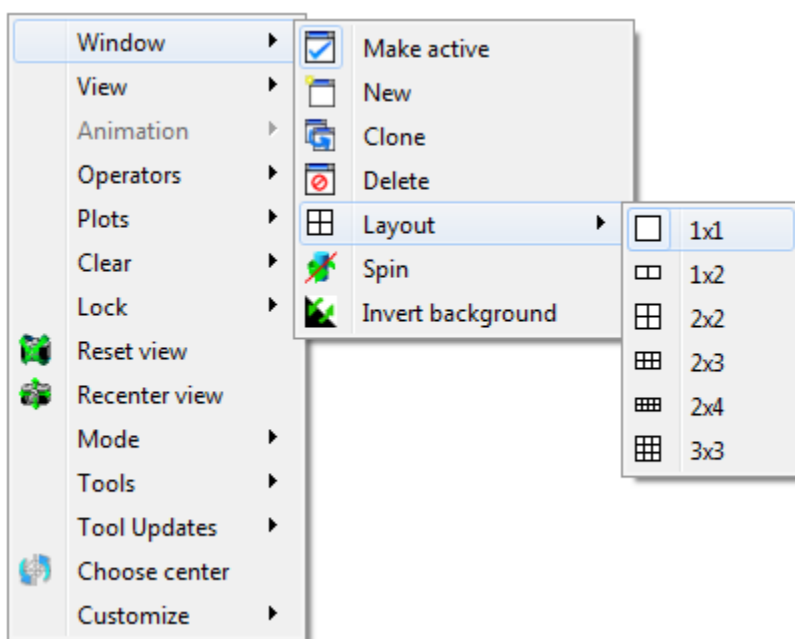 Window
View
Animation
Operators
Plots
Clear
Lock
Reset view
Recenter view
Mode
Tools
Tool Updates
Choose center
Customize
Make active
New
Clone
Delete
Layout
Spin
Invert background
1x1
1x2
2x2
2x3
2x4
3x3